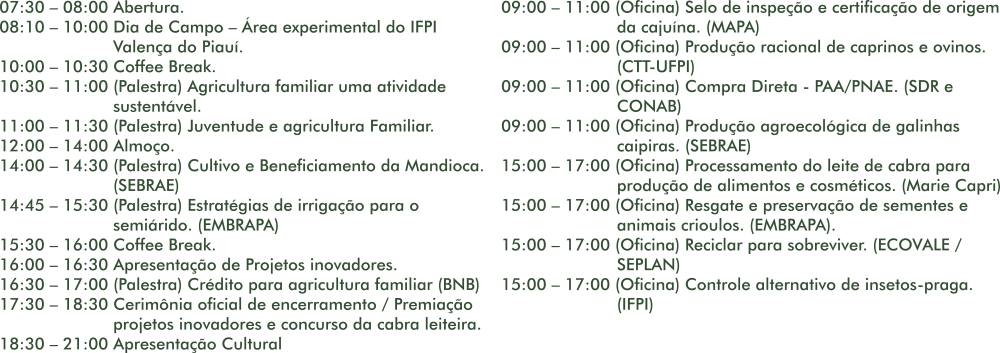 07:30 – 08:00 Abertura.
08:10 – 10:00 Dia de Campo – Área experimental do IFPI
Valença do Piauí.
10:00 – 10:30 Coffee Break.
10:30 – 11:00 (Palestra) Agricultura familiar uma atividade
sustentável.
11:00 – 11:30 (Palestra) Juventude e agricultura Familiar.
12:00 – 14:00 Almoço.
14:00 – 14:30 (Palestra) Cultivo e Beneficiamento da Mandioca.
(SEBRAE)
14:45 – 15:30 (Palestra) Estratégias de irrigação para o
semiárido. (EMBRAPA)
15:30 – 16:00 Coffee Break.
16:00 – 16:30 Apresentação de Projetos inovadores.
16:30 – 17:00 (Palestra) Crédito para agricultura familiar (BNB)
17:30 – 18:30 Cerimônia oficial de encerramento / Premiação
projetos inovadores e concurso da cabra leiteira.
18:30 – 21:00 Apresentação Cultural
09:00 – 11:00 (Oficina) Selo de inspeção e certificação de origem
da cajuína. (MAPA)
09:00 – 11:00 (Oficina) Produção racional de caprinos e ovinos.
(CTT-UFPI)
09:00 – 11:00 (Oficina) Compra Direta - PAA/PNAE. (SDR e
CONAB)
09:00 – 11:00 (Oficina) Produção agroecológica de galinhas
caipiras. (SEBRAE)
15:00 – 17:00 (Oficina) Processamento do leite de cabra para
produção de alimentos e cosméticos. (Marie Capri)
15:00 – 17:00 (Oficina) Resgate e preservação de sementes e
animais crioulos. (EMBRAPA).
15:00 – 17:00 (Oficina) Reciclar para sobreviver. (ECOVALE /
SEPLAN)
15:00 – 17:00 (Oficina) Controle alternativo de insetos-praga.
(IFPI)